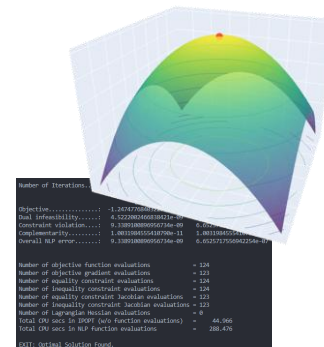 Number of Iterations..
Objective...............:
Dual infeasibility......:
Constraint violation....:
Complementarity.........:
Overall NLP error.......:
Number of objective function evaluations = 124
Number of objective gradient evaluations = 123
Number of equality constraint evaluations = 124
Number of inequality constraint evaluations = 124
Number of equality constraint Jacobian evaluations = 123
Number of inequality constraint Jacobian evaluations = 123
Number of Lagrangian Hessian evaluations = 0
Total CPU secs in IPOPT (w/o function evaluations) = 44.966
Total CPU secs in NLP function evaluations = 288.476
EXIT: Optimal Solution Found.